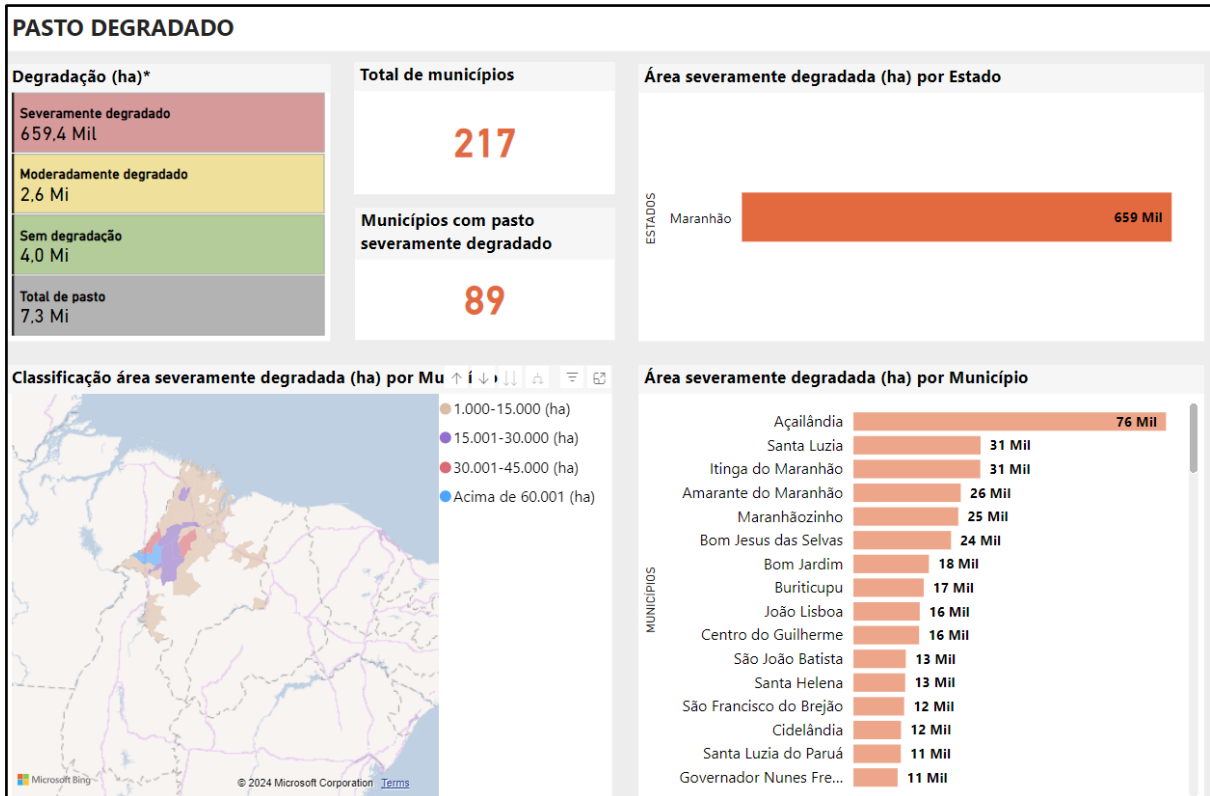 PASTO DEGRADADO
Degradação (ha)*
Severamente degradado
659,4 Mil
Moderadamente degradado
2,6 Mi
Sem degradação
4,0 Mi
Total de pasto
7,3 Mi
Total de municípios
217
Municípios com pasto
severamente degradado
89
Área severamente degradada (ha) por Estado
ESTADOS
Maranhão
659 Mil
Classificação área severamente degradada (ha) por
1.000-15.000 (ha)
15.001-30.000 (ha)
30.001-45.000 (ha)
Acima de 60.001 (ha)
Microsoft Bing
© 2024 Microsoft Corporation Terms
Área severamente degradada (ha) por Município
MUNICÍPIOS
Açailândia 76 Mil
Santa Luzia 31 Mil
Itinga do Maranhão 31 Mil
Amarante do Maranhão 26 Mil
Maranhãozinho 25 Mil
Bom Jesus das Selvas 24 Mil
Bom Jardim 18 Mil
Buriticupu 17 Mil
João Lisboa 16 Mil
Centro do Guilherme 16 Mil
São João Batista 13 Mil
Santa Helena 13 Mil
São Francisco do Brejão 12 Mil
Cidelândia 12 Mil
Santa Luzia do Paruá 11 Mil
Governador Nunes Fre... 11 Mil